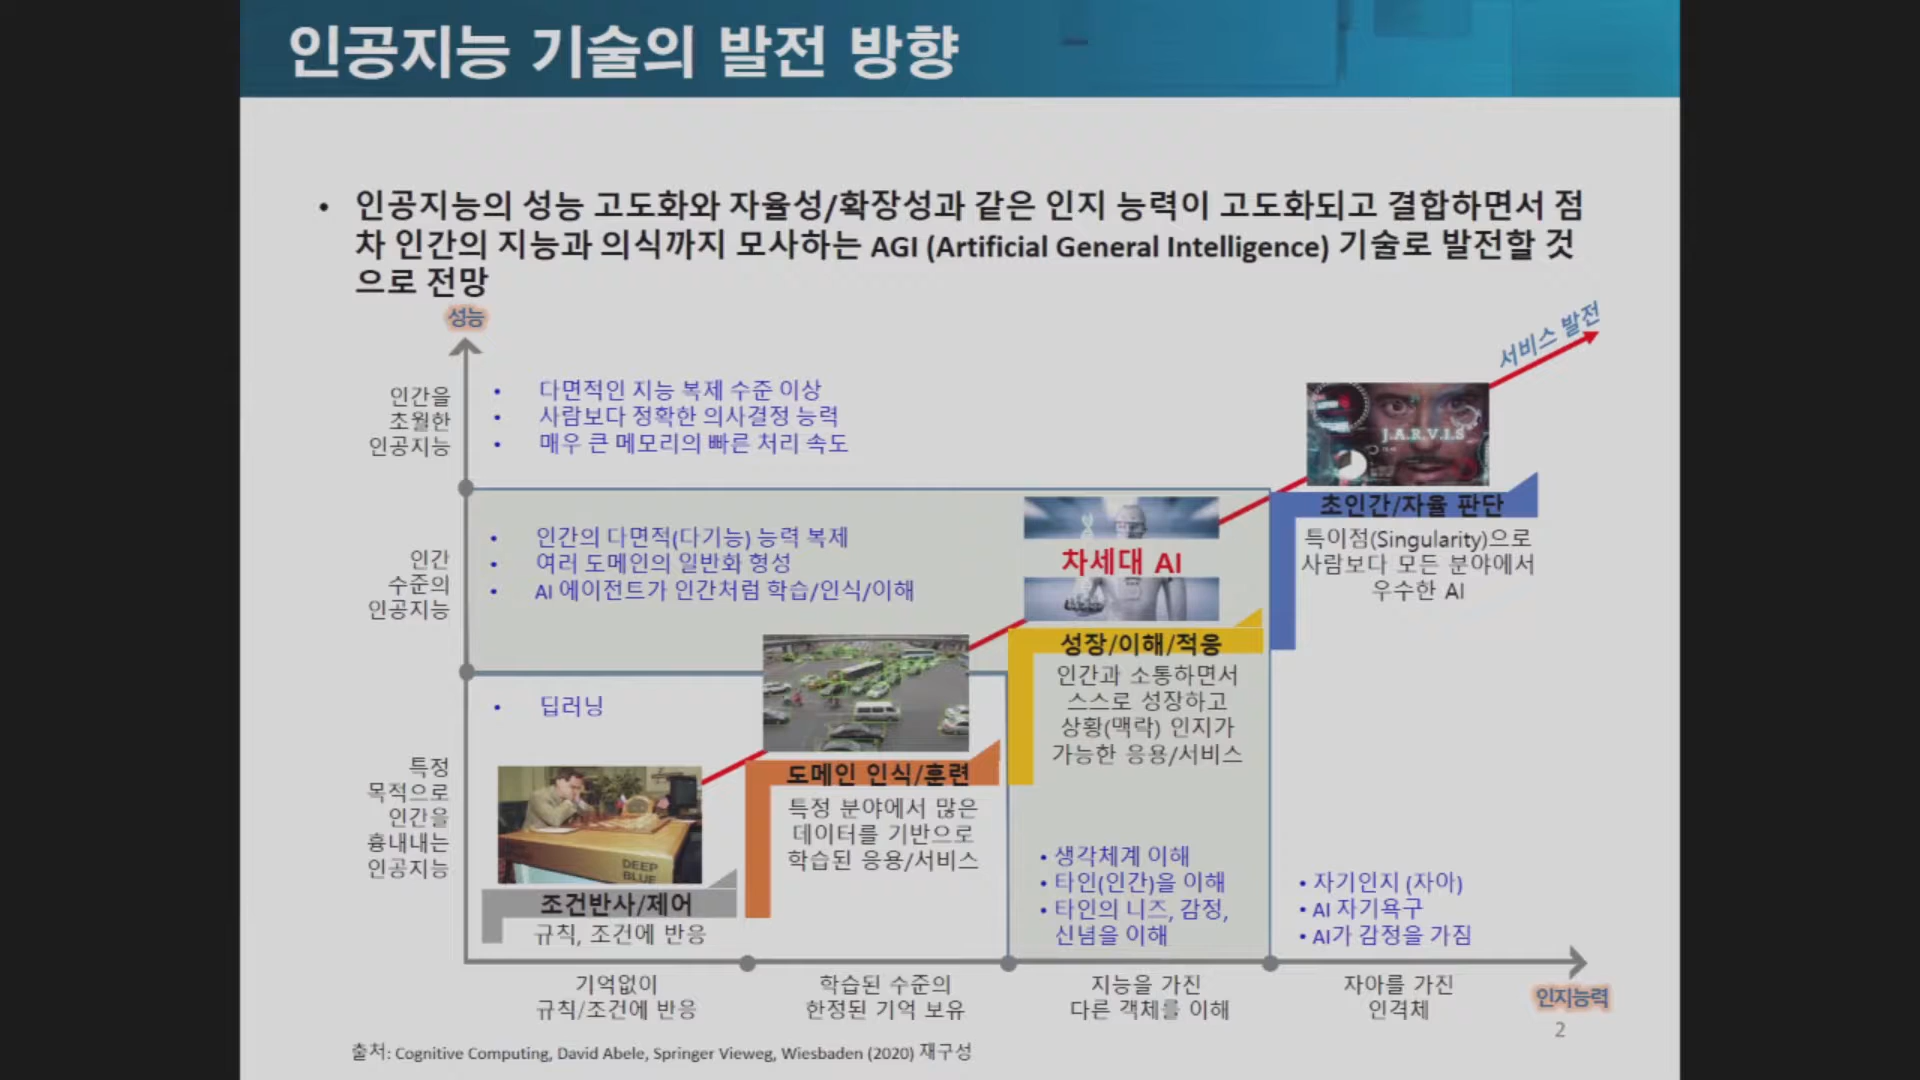 인공지능 기술의 발전 방향
• 인공지능의 성능 고도화와 자율성/확장성과 같은 인지 능력이 고도화되고 결합하면서 점
차 인간의 지능과 의식까지 모사하는 AGI (Artificial General Intelligence) 기술로 발전할 것
으로 전망
성능
서비스 발전
인간을
초월한
인공지능
• 다면적인 지능 복제 수준 이상
• 사람보다 정확한 의사결정 능력
• 매우 큰 메모리의 빠른 처리 속도
J.A.R.V.I.S
초인간/자율 판단
특이점(Singularity)으로
사람보다 모든 분야에서
우수한 AI
인간
수준의
인공지능
• 인간의 다면적(다기능) 능력 복제
• 여러 도메인의 일반화 형성
• AI 에이전트가 인간처럼 학습/인식/이해
차세대 AI
성장/이해/적응
인간과 소통하면서
스스로 성장하고
상황(맥락) 인지가
가능한 응용/서비스
• 딥러닝
특정
목적으로
인간을
흉내내는
인공지능
도메인 인식/훈련
특정 분야에서 많은
데이터를 기반으로
학습된 응용/서비스
DEEP
BLUE
조건반사/제어
규칙, 조건에 반응
• 생각체계 이해
• 타인(인간)을 이해
• 타인의 니즈, 감정,
신념을 이해
• 자기인지 (자아)
• AI 자기욕구
• AI가 감정을 가짐
기억없이
규칙/조건에 반응
학습된 수준의
한정된 기억 보유
지능을 가진
다른 객체를 이해
자아를 가진
인격체
인지능력
2
출처: Cognitive Computing, David Abele, Springer Vieweg, Wiesbaden (2020) 재구성